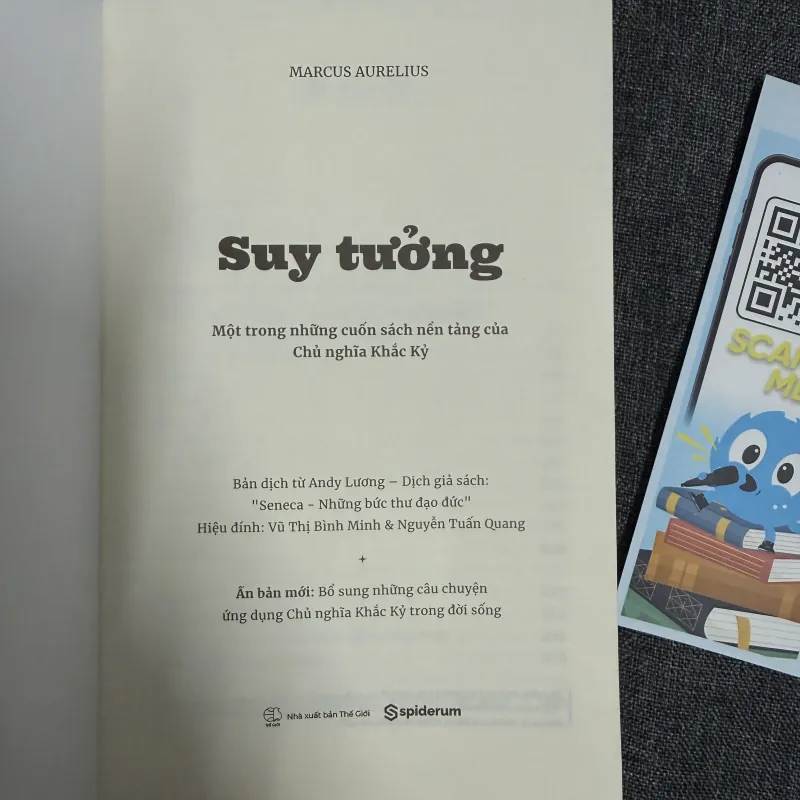 MARCUS AURELIUS
Suy tưởng
Một trong những cuốn sách nền tảng của
Chủ nghĩa Khắc Kỷ
Bản dịch từ Andy Lương – Dịch giả sách:
"Seneca - Những bức thư đạo đức"
Hiệu đính: Vũ Thị Bình Minh & Nguyễn Tuấn Quang
Ấn bản mới: Bổ sung những câu chuyện
ứng dụng Chủ nghĩa Khắc Kỷ trong đời sống
THẾ GIỚI
Nhà xuất bản Thế Giới
spiderum
SCAN